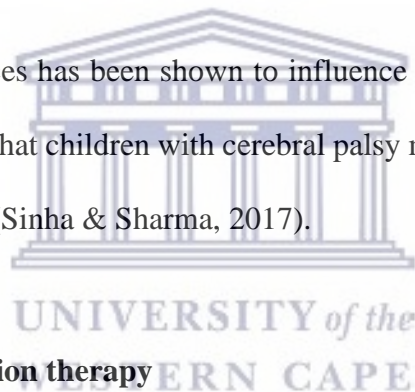 es has been shown to influence
hat children with cerebral palsy
Sinha & Sharma, 2017).
UNIVERSITY of the
ion therapy
WESTERN CAPE